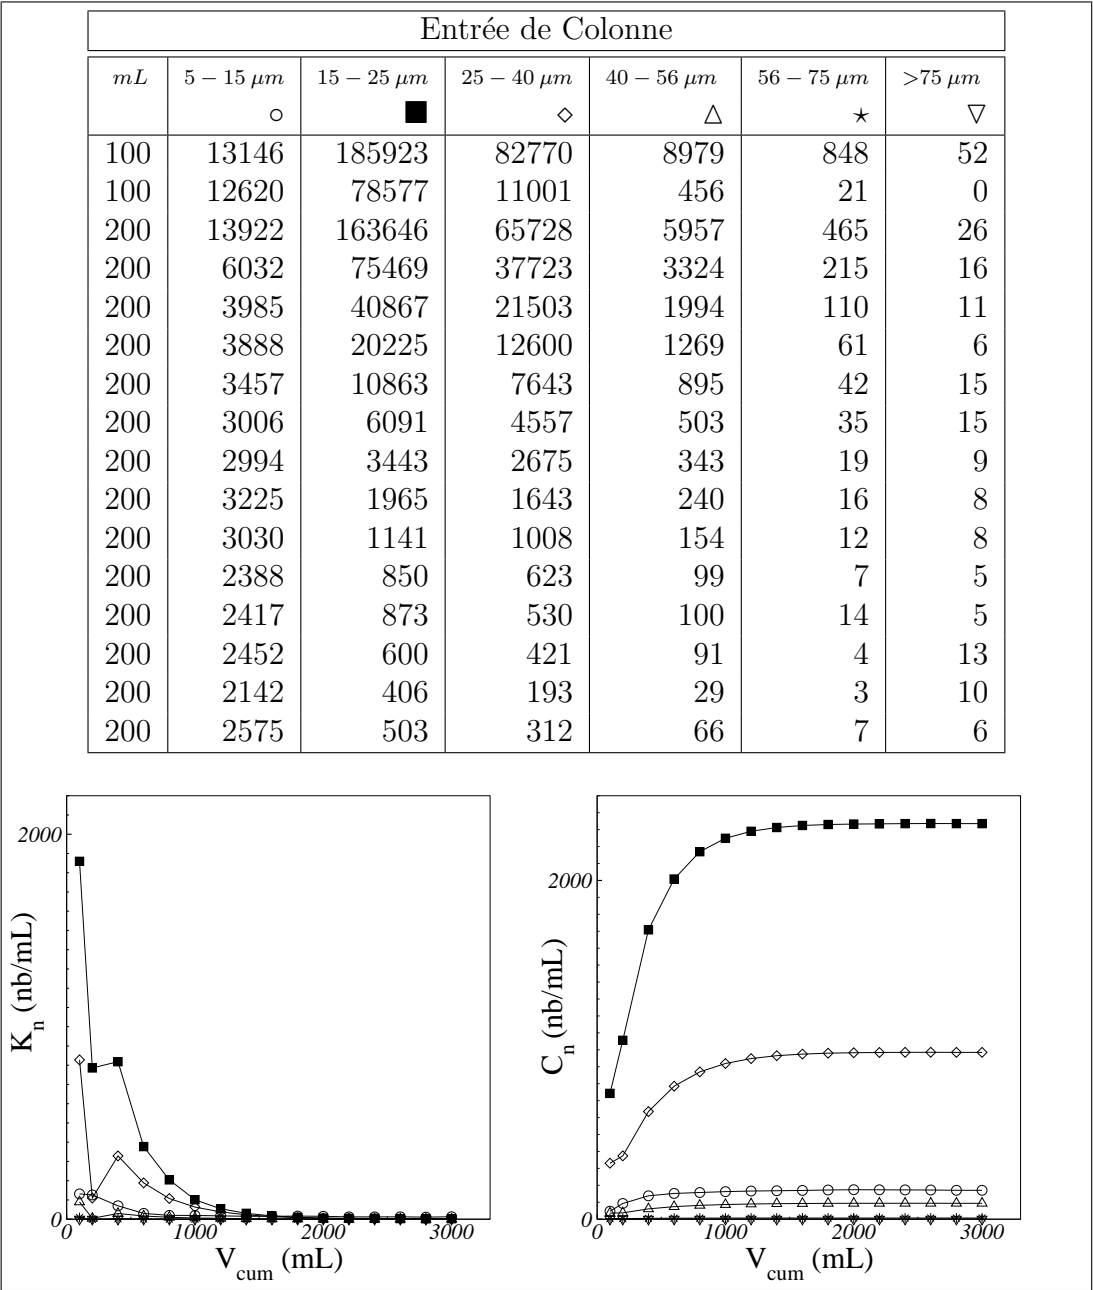 Entrée de Colonne
mL 5 – 15 μm 15 – 25 μm 25 – 40 μm 40 – 56 μm 56 – 75 μm >75 μm
○ ■ ◇ △ ⋆ ▽
100 13146 185923 82770 8979 848 52
100 12620 78577 11001 456 21 0
200 13922 163646 65728 5957 465 26
200 6032 75469 37723 3324 215 16
200 3985 40867 21503 1994 110 11
200 3888 20225 12600 1269 61 6
200 3457 10863 7643 895 42 15
200 3006 6091 4557 503 35 15
200 2994 3443 2675 343 19 9
200 3225 1965 1643 240 16 8
200 3030 1141 1008 154 12 8
200 2388 850 623 99 7 5
200 2417 873 530 100 14 5
200 2452 600 421 91 4 13
200 2142 406 193 29 3 10
200 2575 503 312 66 7 6
2000
K_n (nb/mL)
0
0 1000 2000 3000
V_cum (mL)
2000
C_n (nb/mL)
0
0 1000 2000 3000
V_cum (mL)